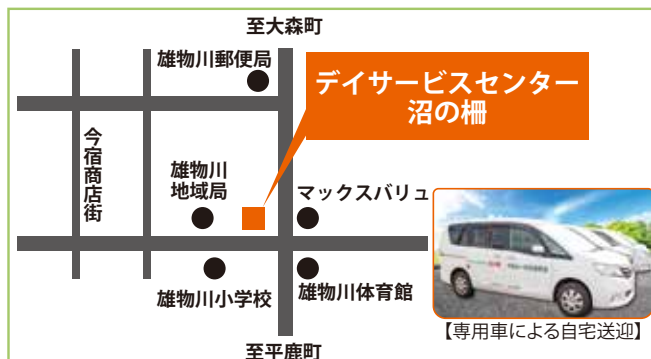 至大森町
雄物川郵便局
デイサービスセンター
沼の柵
今宿商店街
雄物川
地域局
マックスバリュ
雄物川小学校
雄物川体育館
【専用車による自宅送迎】
至平鹿町